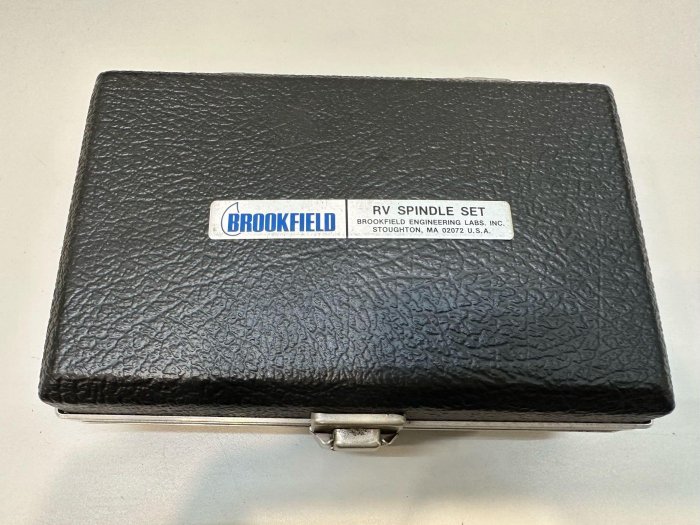 BROOKFIELD
RV SPINDLE SET
BROOKFIELD ENGINEERING LABS. INC.
STOUGHTON, MA 02072 U.S.A.